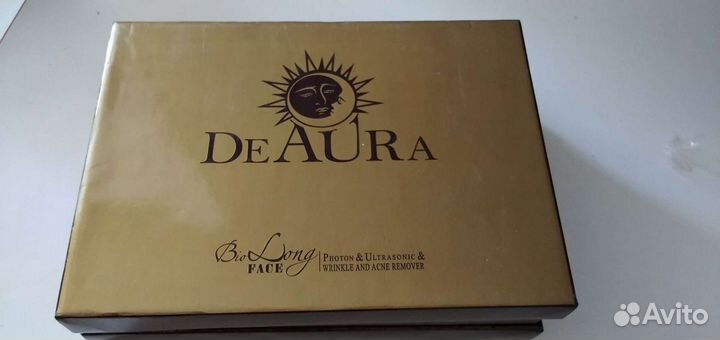 DEAURA
Bio Long
FACE
PHOTON & ULTRASONIC &
WRINKLE AND ACNE REMOVER
Avito